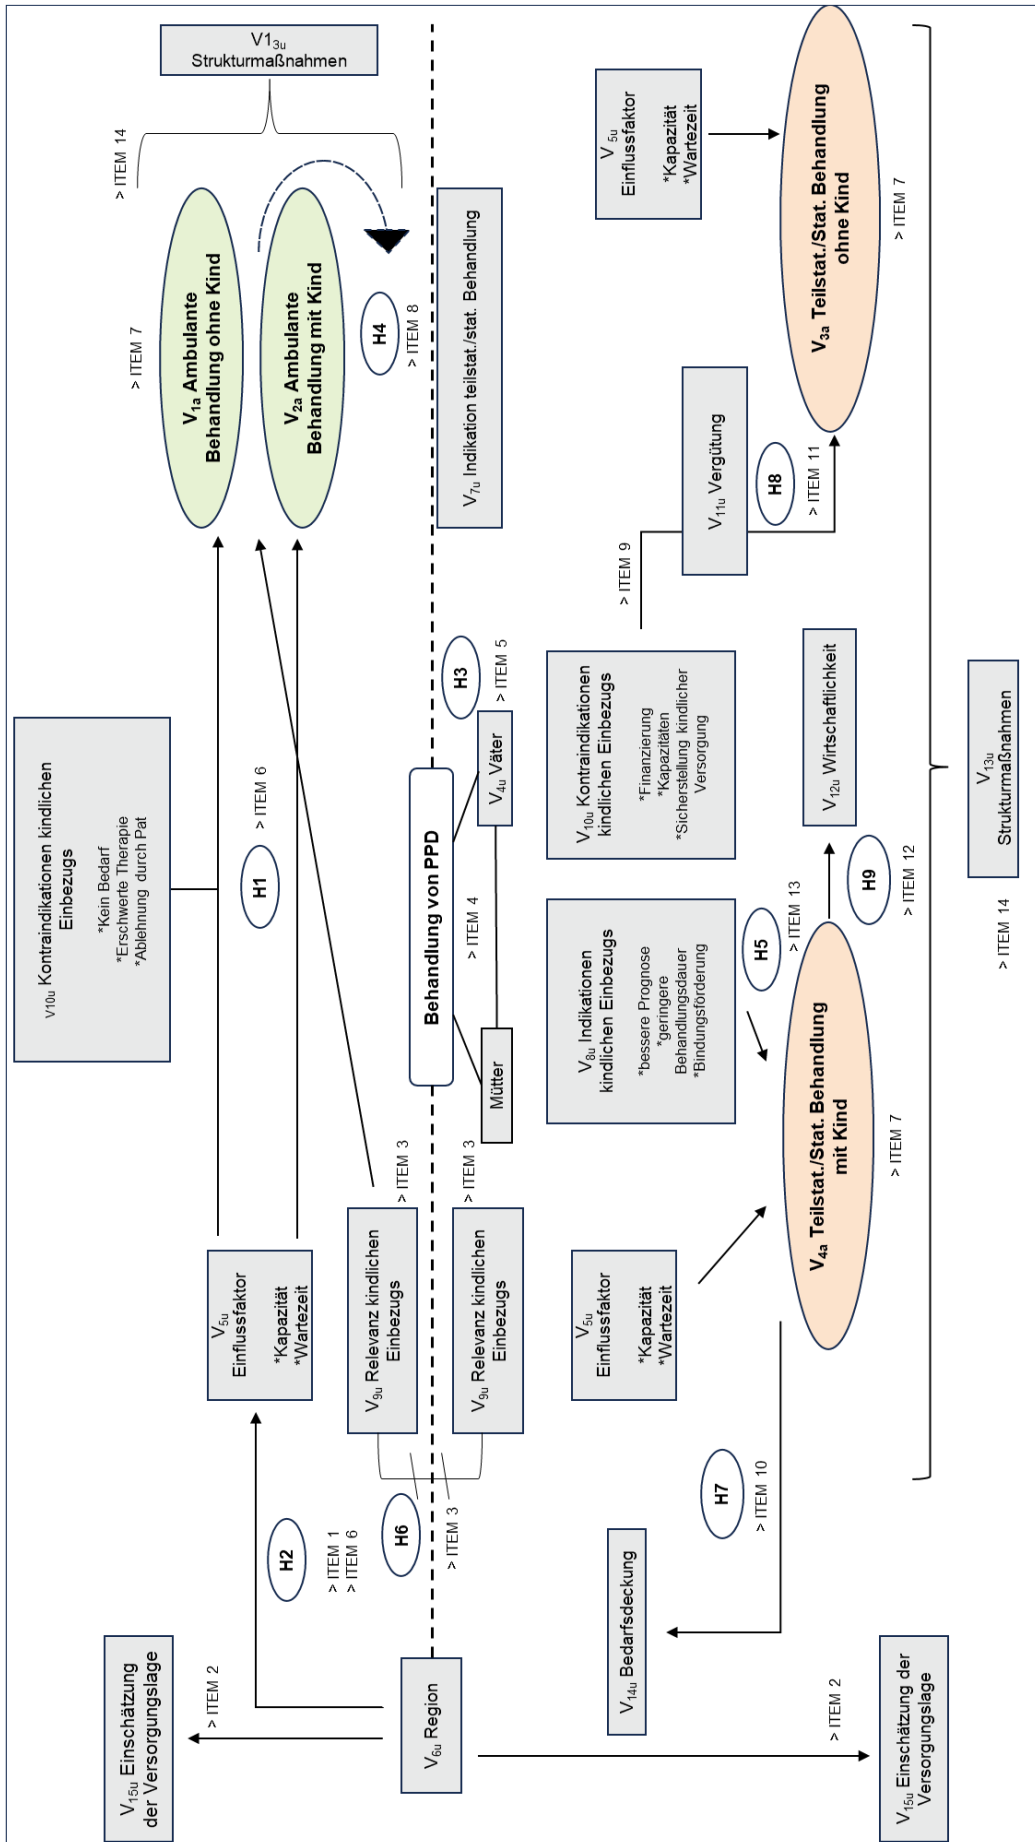 V15u Einschätzung
der Versorgungslage
> ITEM 2
V6u Region
> ITEM 2
V15u Einschätzung der
Versorgungslage
H2
> ITEM 1
> ITEM 6
H6
> ITEM 3
V14u Bedarfsdeckung
H7
> ITEM 10
V5u
Einflussfaktor
*Kapazität
*Wartezeit
V9u Relevanz kindlichen
Einbezugs
> ITEM 3
V9u Relevanz kindlichen
Einbezugs
> ITEM 3
V5u
Einflussfaktor
*Kapazität
*Wartezeit
V10u Kontraindikationen kindlichen
Einbezugs
*Kein Bedarf
*Erschwerte Therapie
*Ablehnung durch Pat
H1
> ITEM 6
Behandlung von PPD
Mütter
> ITEM 4
V4u Väter
H3
> ITEM 5
V8u Indikationen
kindlichen Einbezugs
*bessere Prognose
*geringere
Behandlungsdauer
*Bindungsförderung
V10u Kontraindikationen
kindlichen Einbezugs
*Finanzierung
*Kapazitäten
*Sicherstellung kindlicher
Versorgung
H5
> ITEM 13
V4a Teilstat./Stat. Behandlung
mit Kind
> ITEM 7
V12u Wirtschaftlichkeit
H9
> ITEM 12
> ITEM 7
V1a Ambulante
Behandlung ohne Kind
V2a Ambulante
Behandlung mit Kind
> ITEM 14
V13u
Strukturmaßnahmen
H4
> ITEM 8
V7u Indikation teilstat./stat. Behandlung
> ITEM 9
V11u Vergütung
H8
> ITEM 11
V 5u
Einflussfaktor
*Kapazität
*Wartezeit
V3a Teilstat./Stat. Behandlung
ohne Kind
> ITEM 7
V13u
Strukturmaßnahmen
> ITEM 14